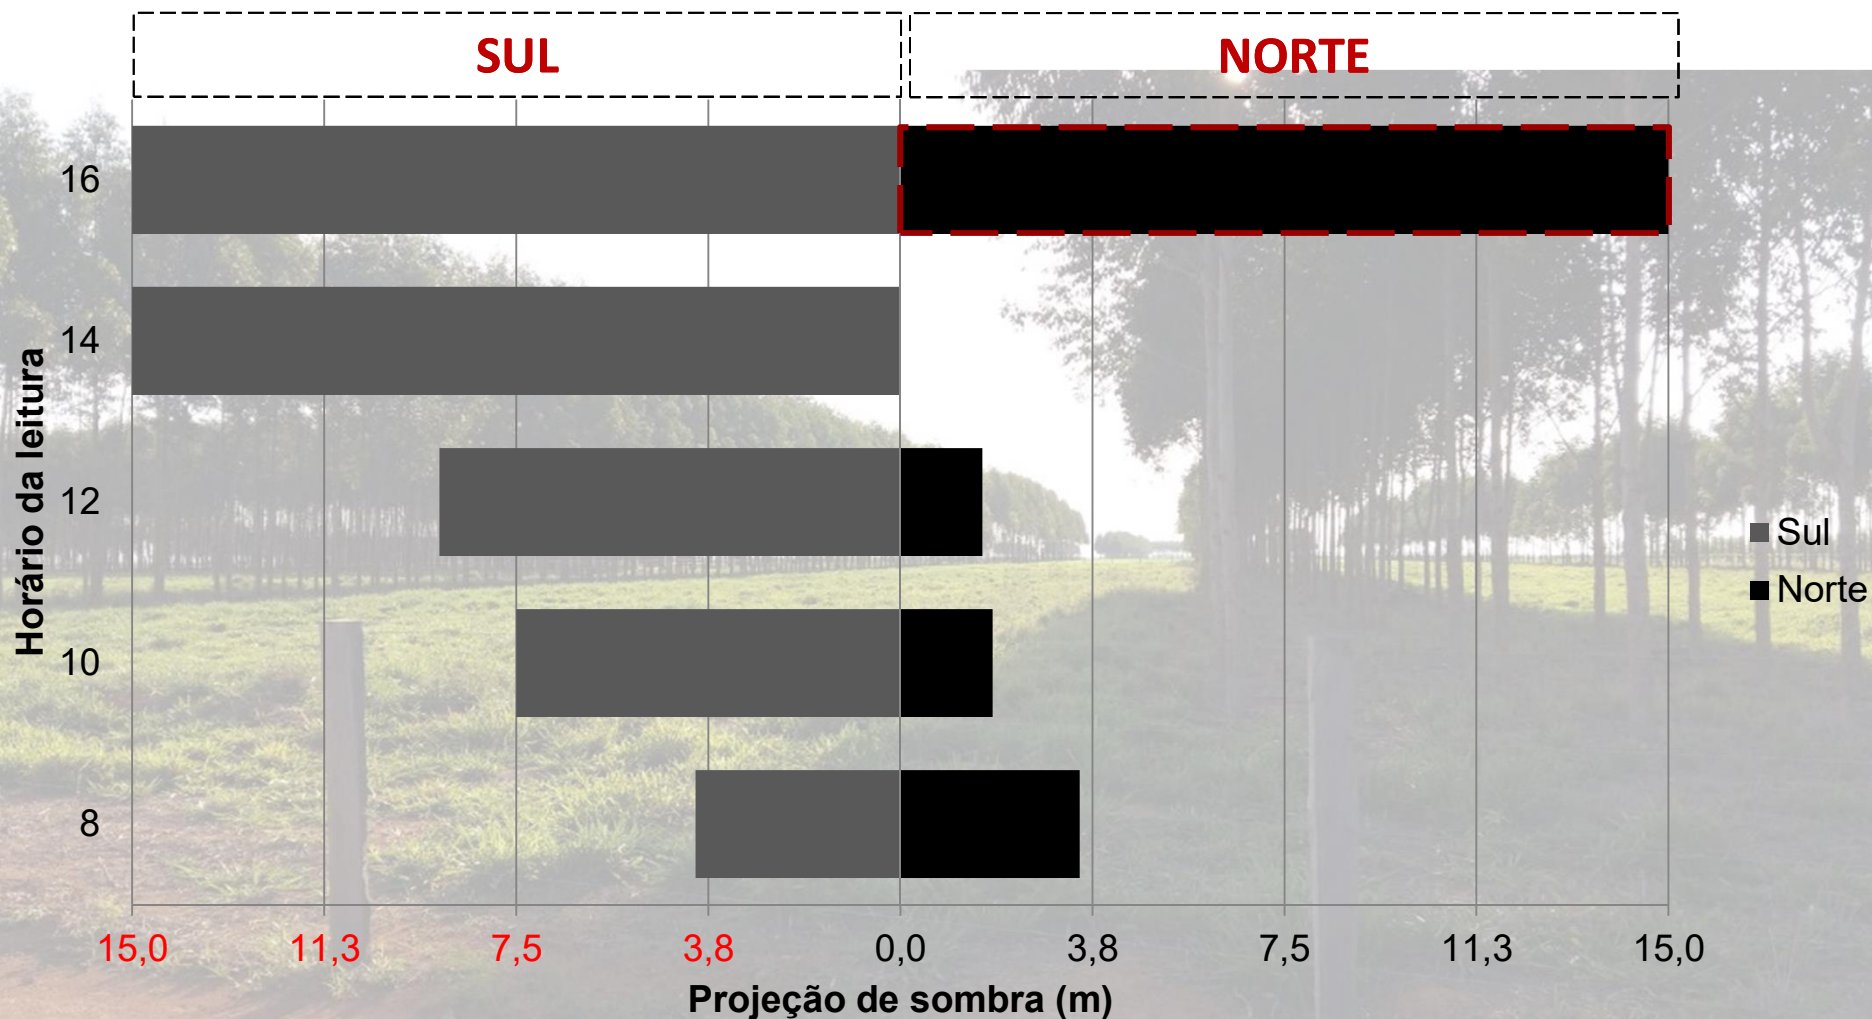 SUL
NORTE
16
14
12
10
8
Horário da leitura
15,0
11,3
7,5
3,8
0,0
3,8
7,5
11,3
15,0
Projeção de sombra (m)
Sul
Norte